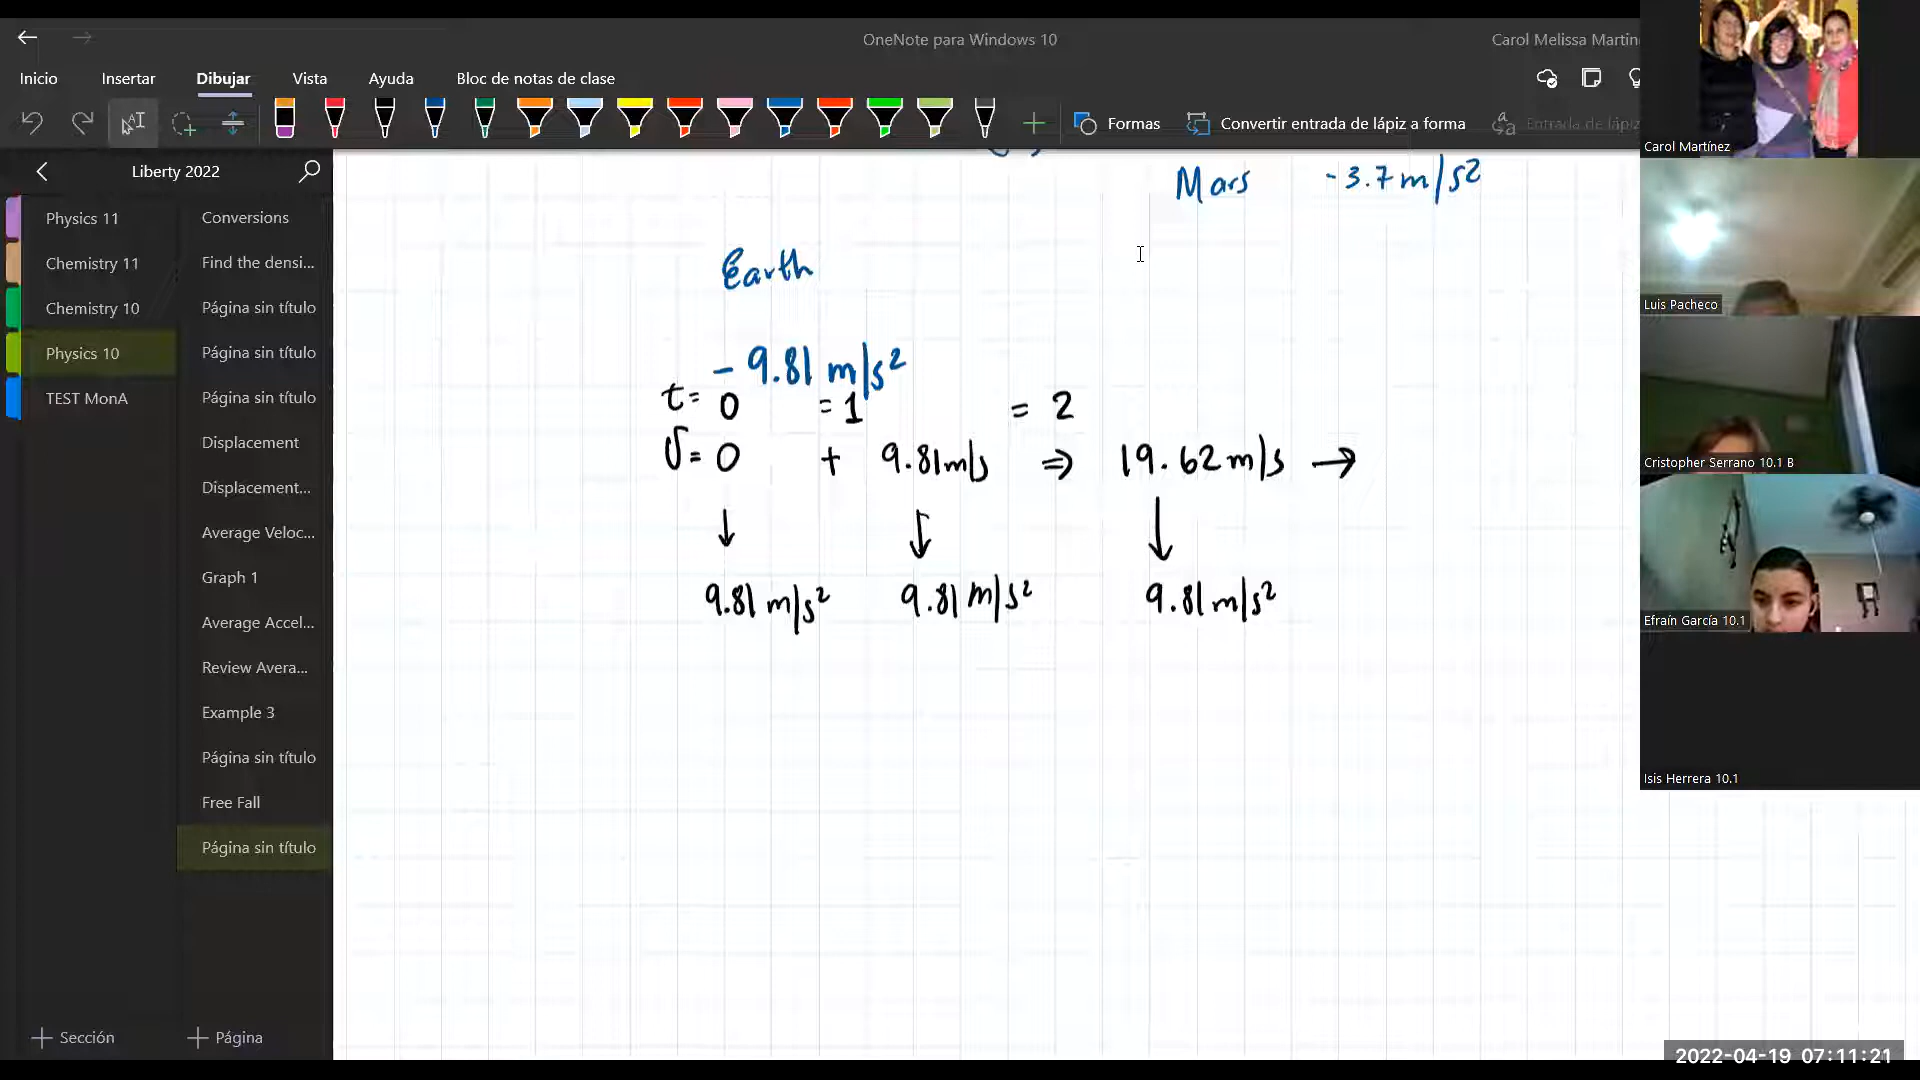 OneNote para Windows 10
Carol Melissa Martine
Inicio Insertar Dibujar Vista Ayuda Bloc de notas de clase
Formas Convertir entrada de lápiz a forma Entrada de lápiz
Liberty 2022
Physics 11
Chemistry 11
Chemistry 10
Physics 10
TEST MonA
Conversions
Find the densi...
Página sin título
Página sin título
Página sin título
Displacement
Displacement...
Average Veloc...
Graph 1
Average Accel...
Review Avera...
Example 3
Página sin título
Free Fall
Página sin título
Sección
Página
Mars -3.7 m/s²
Earth
- 9.81 m/s²
t= 0 = 1 = 2
v= 0 + 9.81 m/s ⇒ 19.62 m/s →
↓ ↓ ↓
9.81 m/s² 9.81 m/s² 9.81 m/s²
Carol Martínez
Luis Pacheco
Cristopher Serrano 10.1 B
Efraín García 10.1
Isis Herrera 10.1
2022-04-19 07:11:21